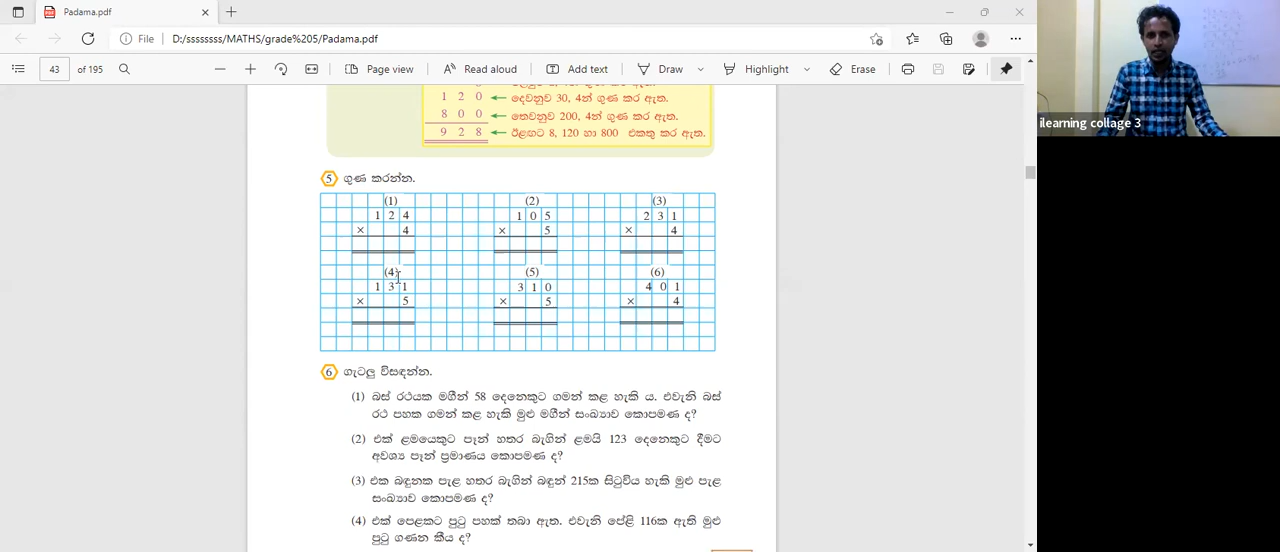 Padama.pdf
File
D:/ssssssss/MATHS/grade%205/Padama.pdf
43 of 195
Page view
Read aloud
Add text
Draw
Highlight
Erase
ilearning collage 3
1 2 0 ← දෙවනුව 30, 4න් ගුණ කර ඇත.
8 0 0 ← තෙවනුව 200, 4න් ගුණ කර ඇත.
9 2 8 ← ඊළඟට 8, 120 හා 800 එකතු කර ඇත.
5 ගුණ කරන්න.
(1) (2) (3)
1 2 4 1 0 5 2 3 1
× 4 × 5 × 4
(4) (5) (6)
1 3 1 3 1 0 4 0 1
× 5 × 5 × 4
6 ගැටලු විසඳන්න.
(1) බස් රථයක මගීන් 58 දෙනෙකුට ගමන් කළ හැකි ය. එවැනි බස්
රථ පහක ගමන් කළ හැකි මුළු මගීන් සංඛ්‍යාව කොපමණ ද?
(2) එක් ළමයෙකුට පෑන් හතර බැගින් ළමයි 123 දෙනෙකුට දීමට
අවශ්‍ය පෑන් ප්‍රමාණය කොපමණ ද?
(3) එක බඳුනක පැළ හතර බැගින් බඳුන් 215ක සිටුවිය හැකි මුළු පැළ
සංඛ්‍යාව කොපමණ ද?
(4) එක් පෙළකට පුටු පහක් තබා ඇත. එවැනි පේළි 116ක ඇති මුළු
පුටු ගණන කීය ද?